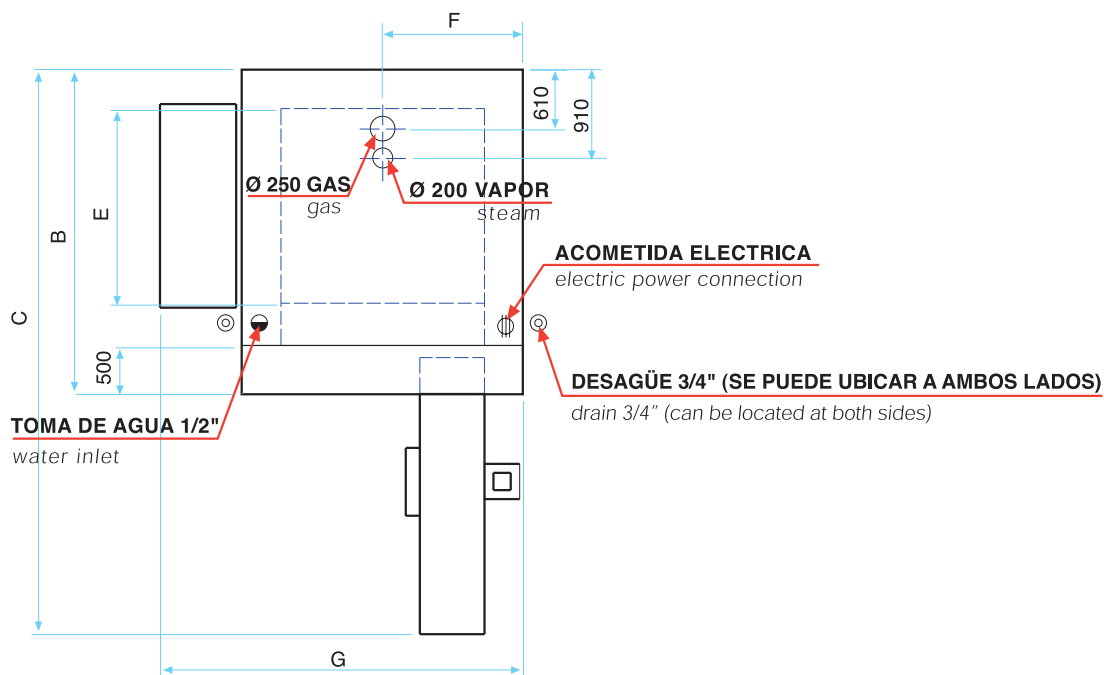 F
610
910
Ø 250 GAS
gas
Ø 200 VAPOR
steam
E
B
C
ACOMETIDA ELECTRICA
electric power connection
500
DESAGÜE 3/4" (SE PUEDE UBICAR A AMBOS LADOS)
drain 3/4" (can be located at both sides)
TOMA DE AGUA 1/2"
water inlet
G